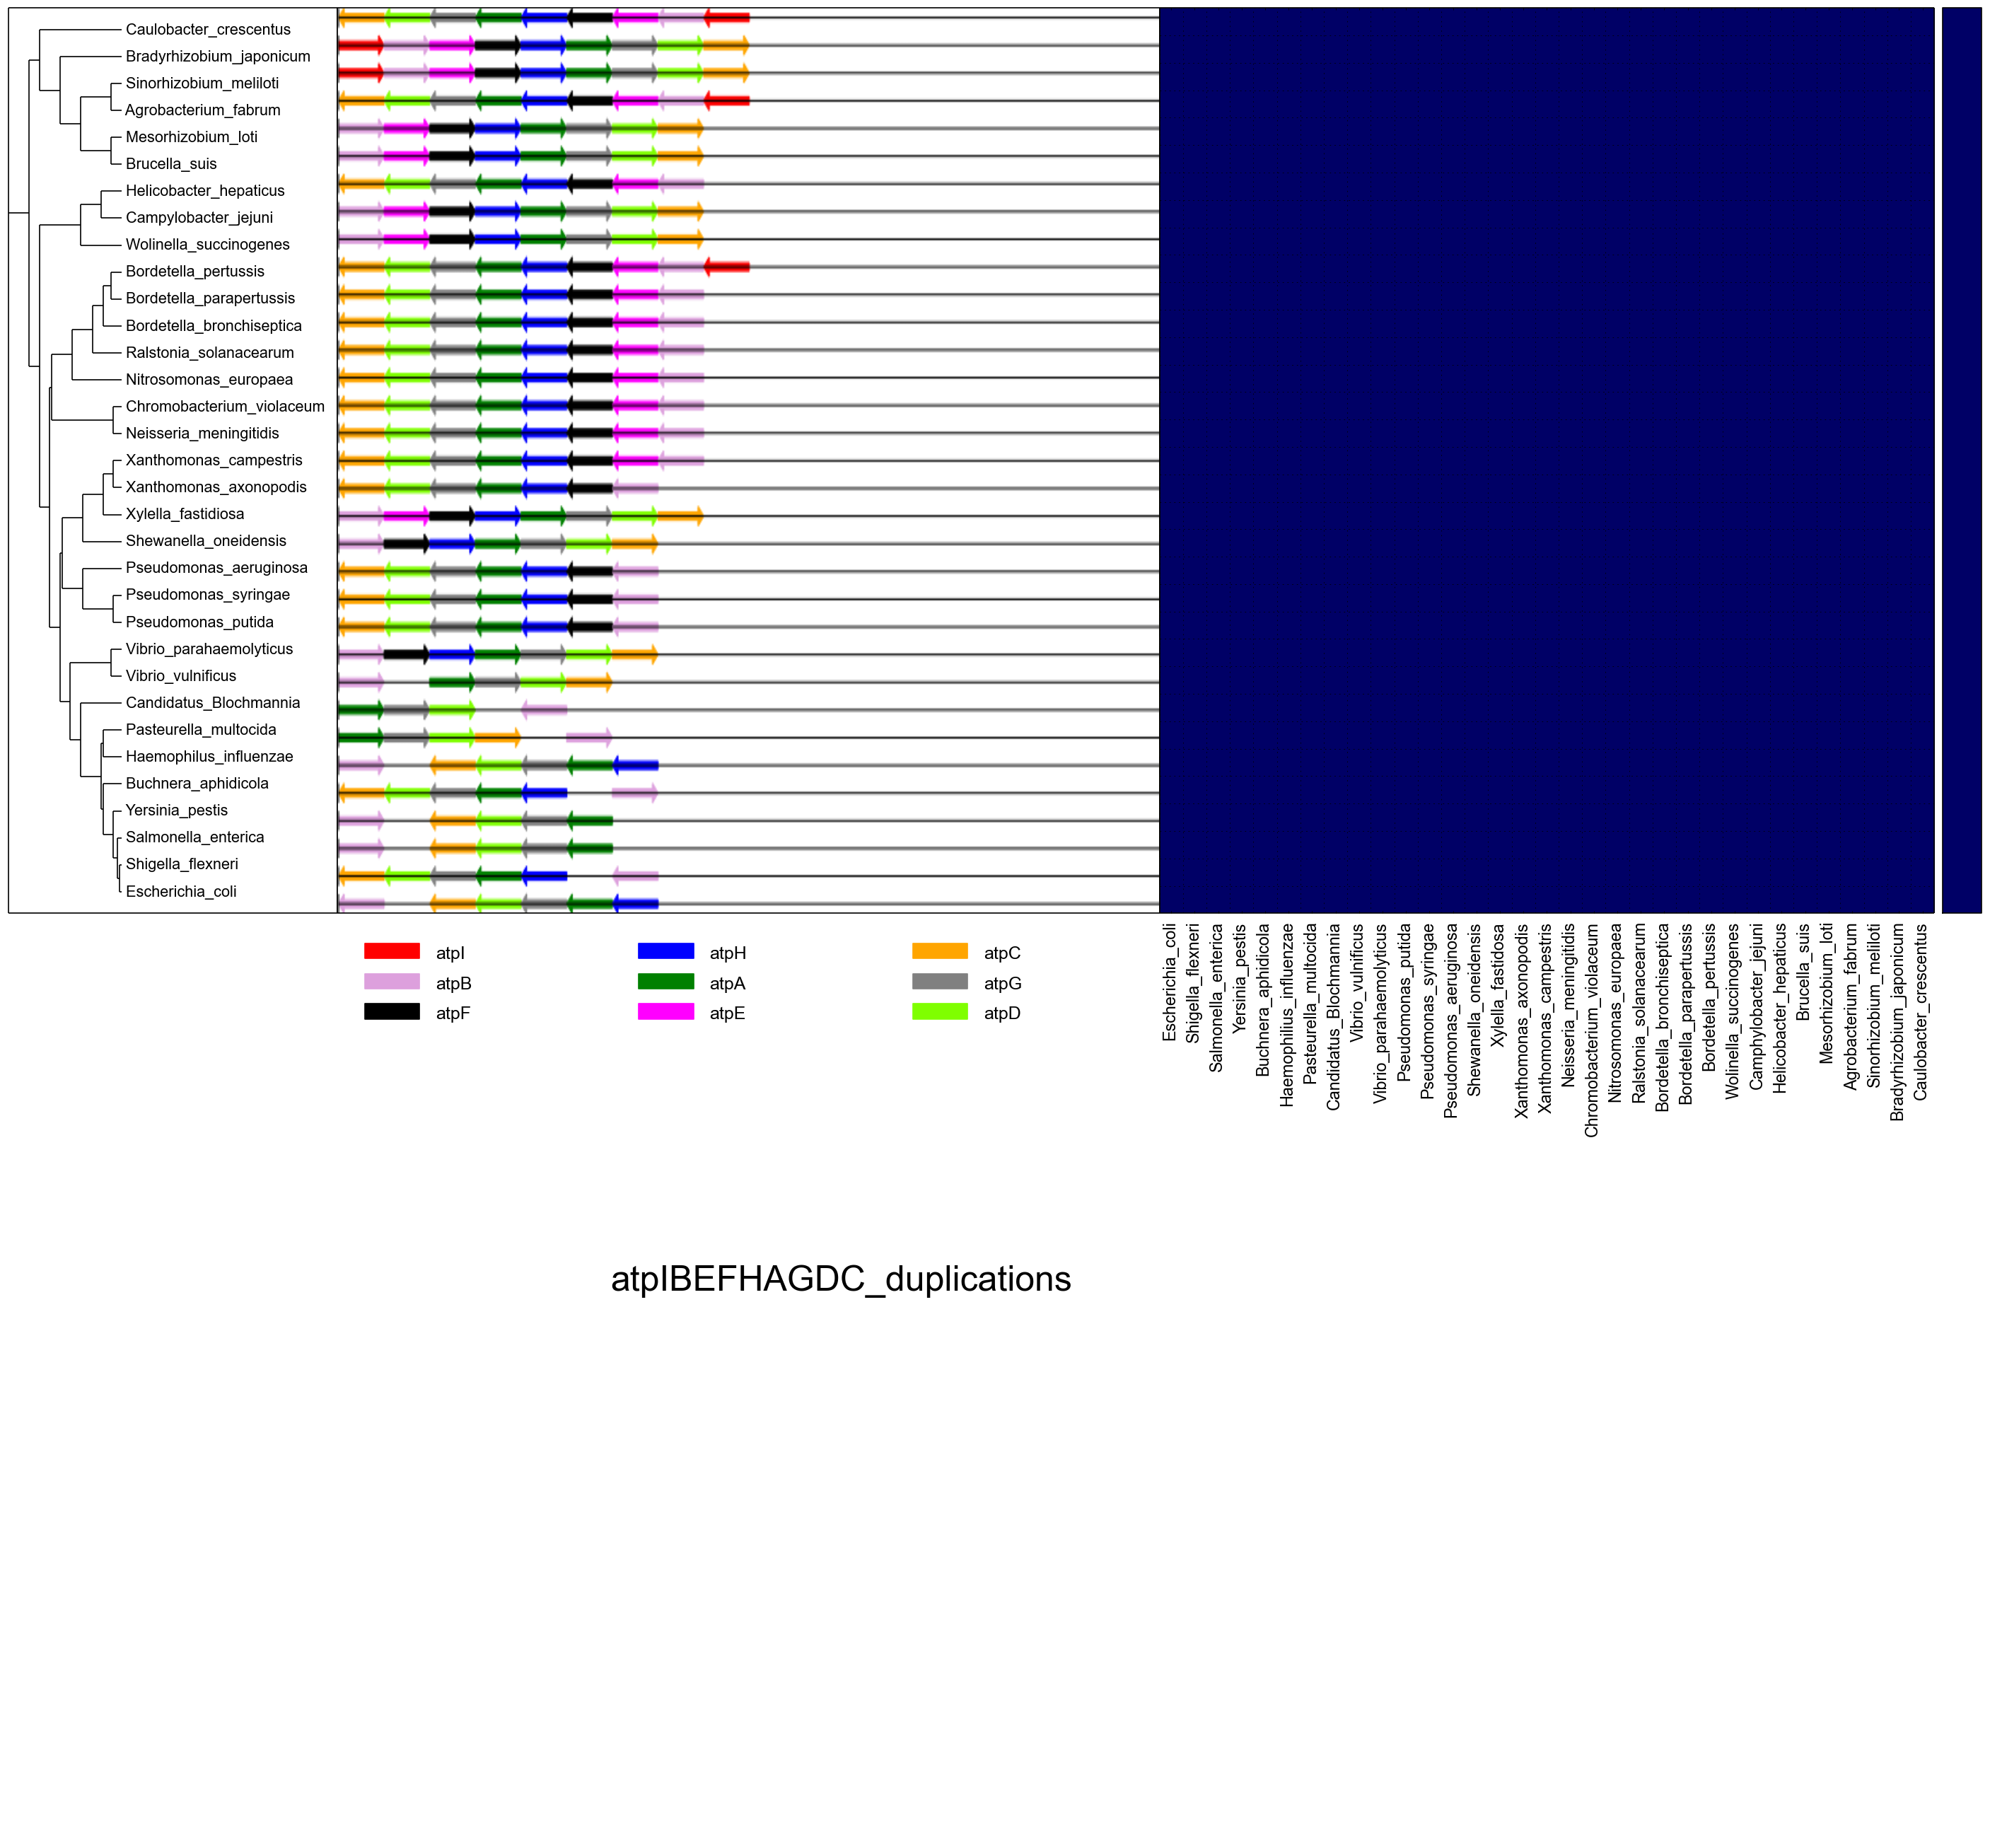 Caulobacter_crescentus
Bradyrhizobium_japonicum
Sinorhizobium_meliloti
Agrobacterium_fabrum
Mesorhizobium_loti
Brucella_suis
Helicobacter_hepaticus
Campylobacter_jejuni
Wolinella_succinogenes
Bordetella_pertussis
Bordetella_parapertussis
Bordetella_bronchiseptica
Ralstonia_solanacearum
Nitrosomonas_europaea
Chromobacterium_violaceum
Neisseria_meningitidis
Xanthomonas_campestris
Xanthomonas_axonopodis
Xylella_fastidiosa
Shewanella_oneidensis
Pseudomonas_aeruginosa
Pseudomonas_syringae
Pseudomonas_putida
Vibrio_parahaemolyticus
Vibrio_vulnificus
Candidatus_Blochmannia
Pasteurella_multocida
Haemophilus_influenzae
Buchnera_aphidicola
Yersinia_pestis
Salmonella_enterica
Shigella_flexneri
Escherichia_coli
atpI
atpB
atpF
atpH
atpA
atpE
atpC
atpG
atpD
Escherichia_coli
Shigella_flexneri
Salmonella_enterica
Yersinia_pestis
Buchnera_aphidicola
Haemophilus_influenzae
Pasteurella_multocida
Candidatus_Blochmannia
Vibrio_vulnificus
Vibrio_parahaemolyticus
Pseudomonas_putida
Pseudomonas_syringae
Pseudomonas_aeruginosa
Shewanella_oneidensis
Xylella_fastidiosa
Xanthomonas_axonopodis
Xanthomonas_campestris
Neisseria_meningitidis
Chromobacterium_violaceum
Nitrosomonas_europaea
Ralstonia_solanacearum
Bordetella_bronchiseptica
Bordetella_parapertussis
Bordetella_pertussis
Wolinella_succinogenes
Campylobacter_jejuni
Helicobacter_hepaticus
Brucella_suis
Mesorhizobium_loti
Agrobacterium_fabrum
Sinorhizobium_meliloti
Bradyrhizobium_japonicum
Caulobacter_crescentus
atpIBEFHAGDC_duplications